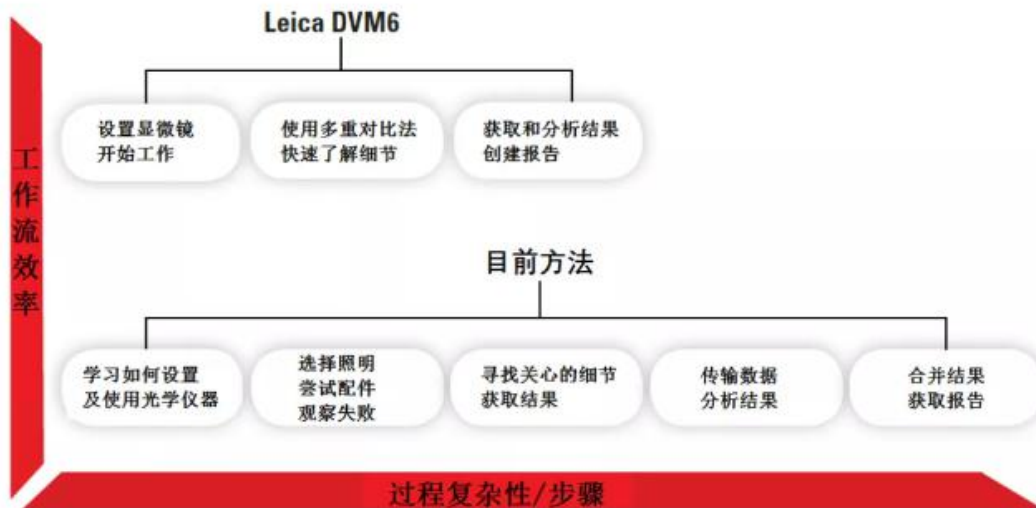 Leica DVM6
设置显微镜
开始工作
使用多重对比法
快速了解细节
获取和分析结果
创建报告
工作流效率
目前方法
学习如何设置
及使用光学仪器
选择照明
尝试配件
观察失败
寻找关心的细节
获取结果
传输数据
分析结果
合并结果
获取报告
过程复杂性/步骤